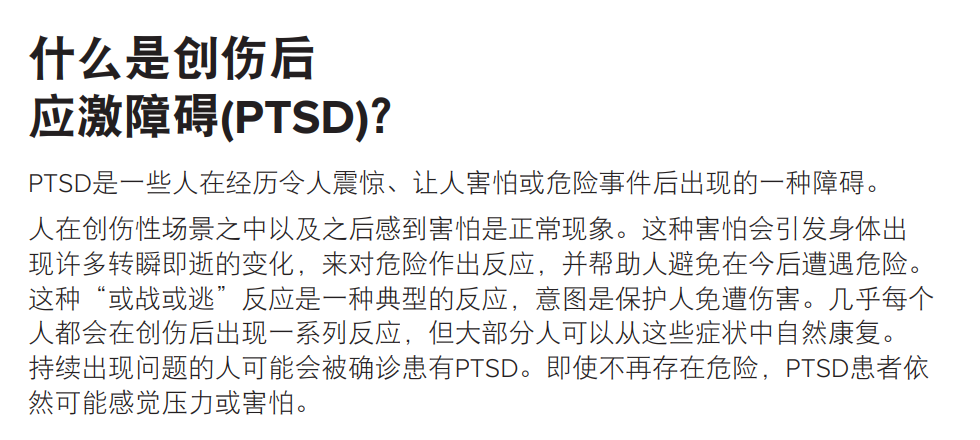 什么是创伤后
应激障碍(PTSD)?
PTSD是一些人在经历令人震惊、让人害怕或危险事件后出现的一种障碍。
人在创伤性场景之中以及之后感到害怕是正常现象。这种害怕会引发身体出
现许多转瞬即逝的变化，来对危险作出反应，并帮助人避免在今后遭遇危险。
这种“或战或逃”反应是一种典型的反应，意图是保护人免遭伤害。几乎每个
人都会在创伤后出现一系列反应，但大部分人可以从这些症状中自然康复。
持续出现问题的人可能会被确诊患有PTSD。即使不再存在危险，PTSD患者依
然可能感觉压力或害怕。